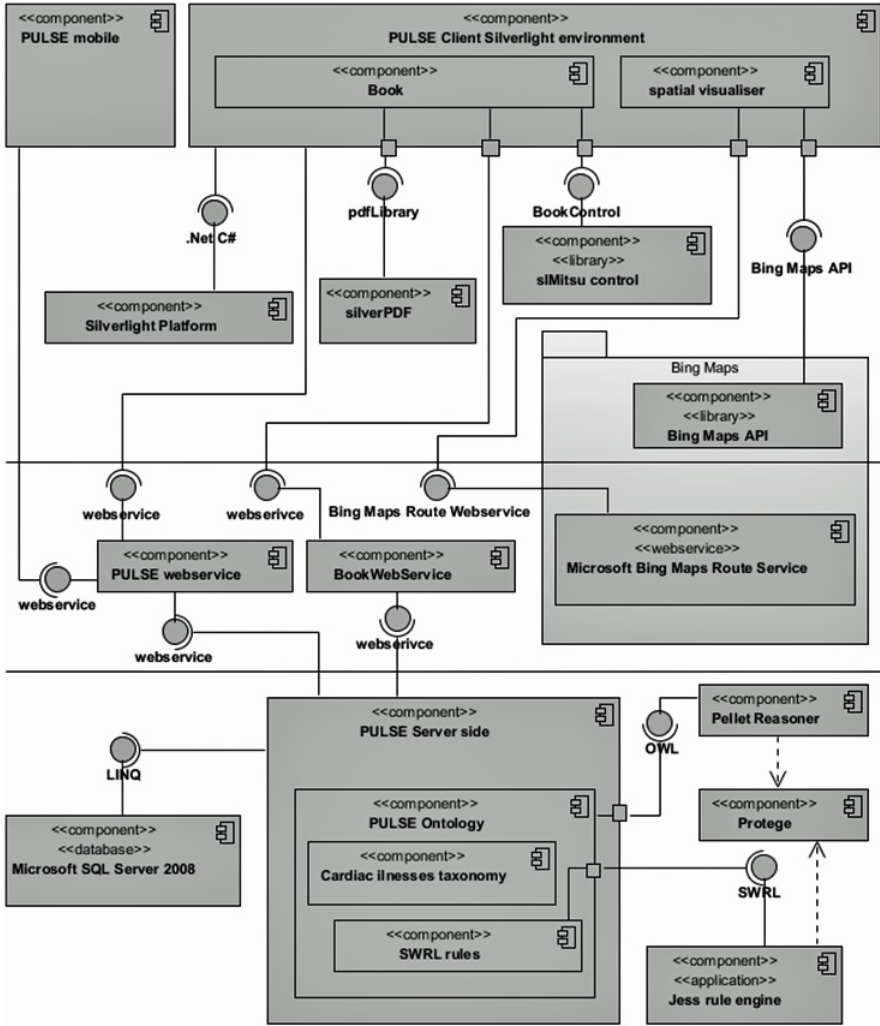 <<component>>
PULSE mobile
<<component>>
PULSE Client Silverlight environment
<<component>>
Book
<<component>>
spatial visualiser
.Net C#
pdfLibrary
BookControl
Bing Maps API
<<component>>
Silverlight Platform
<<component>>
silverPDF
<<component>>
<<library>>
slMitsu control
Bing Maps
<<component>>
<<library>>
Bing Maps API
webservice
webserivce
Bing Maps Route Webservice
<<component>>
PULSE webservice
<<component>>
BookWebService
<<component>>
<<webservice>>
Microsoft Bing Maps Route Service
webservice
webservice
webserivce
<<component>>
PULSE Server side
<<component>>
Pellet Reasoner
OWL
LINQ
<<component>>
PULSE Ontology
<<component>>
Protege
<<component>>
<<database>>
Microsoft SQL Server 2008
<<component>>
Cardiac ilnesses taxonomy
SWRL
<<component>>
SWRL rules
<<component>>
<<application>>
Jess rule engine